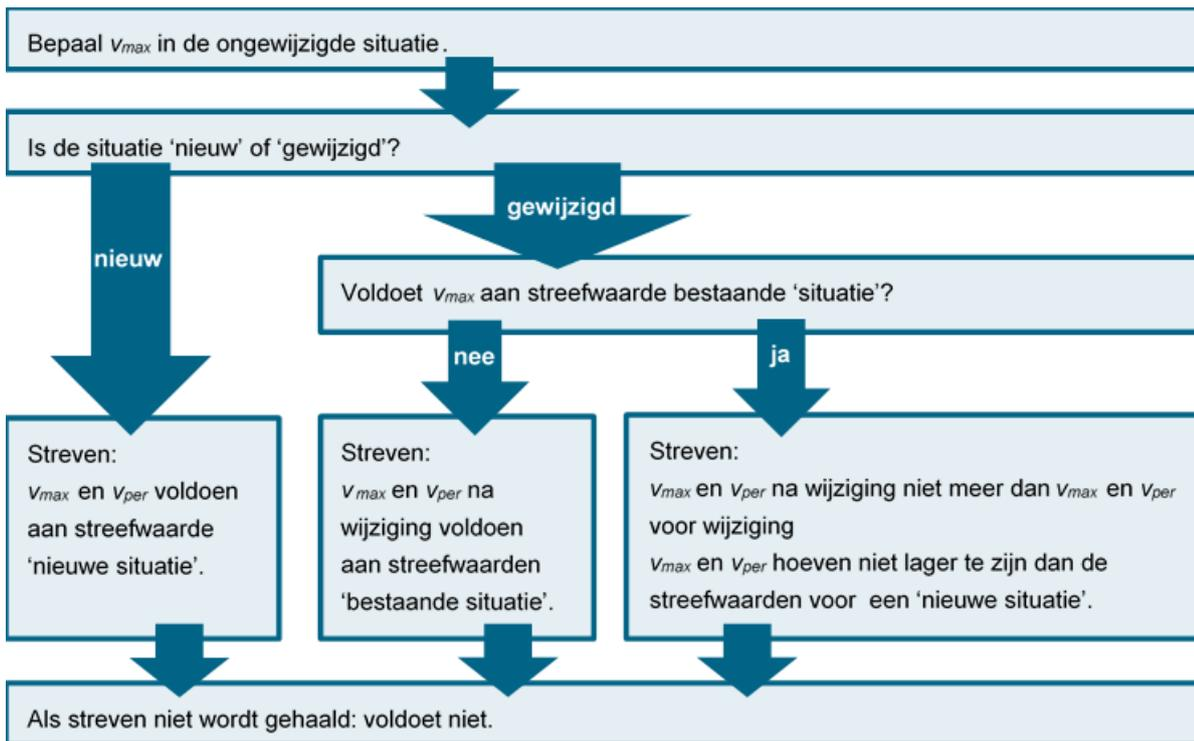 Bepaal vmax in de ongewijzigde situatie.
Is de situatie ‘nieuw’ of ‘gewijzigd’?
nieuw
gewijzigd
Voldoet vmax aan streefwaarde bestaande ‘situatie’?
nee
ja
Streven:
vmax en vper voldoen
aan streefwaarde
‘nieuwe situatie’.
Streven:
vmax en vper na
wijziging voldoen
aan streefwaarden
‘bestaande situatie’.
Streven:
vmax en vper na wijziging niet meer dan vmax en vper
voor wijziging
vmax en vper hoeven niet lager te zijn dan de
streefwaarden voor een ‘nieuwe situatie’.
Als streven niet wordt gehaald: voldoet niet.